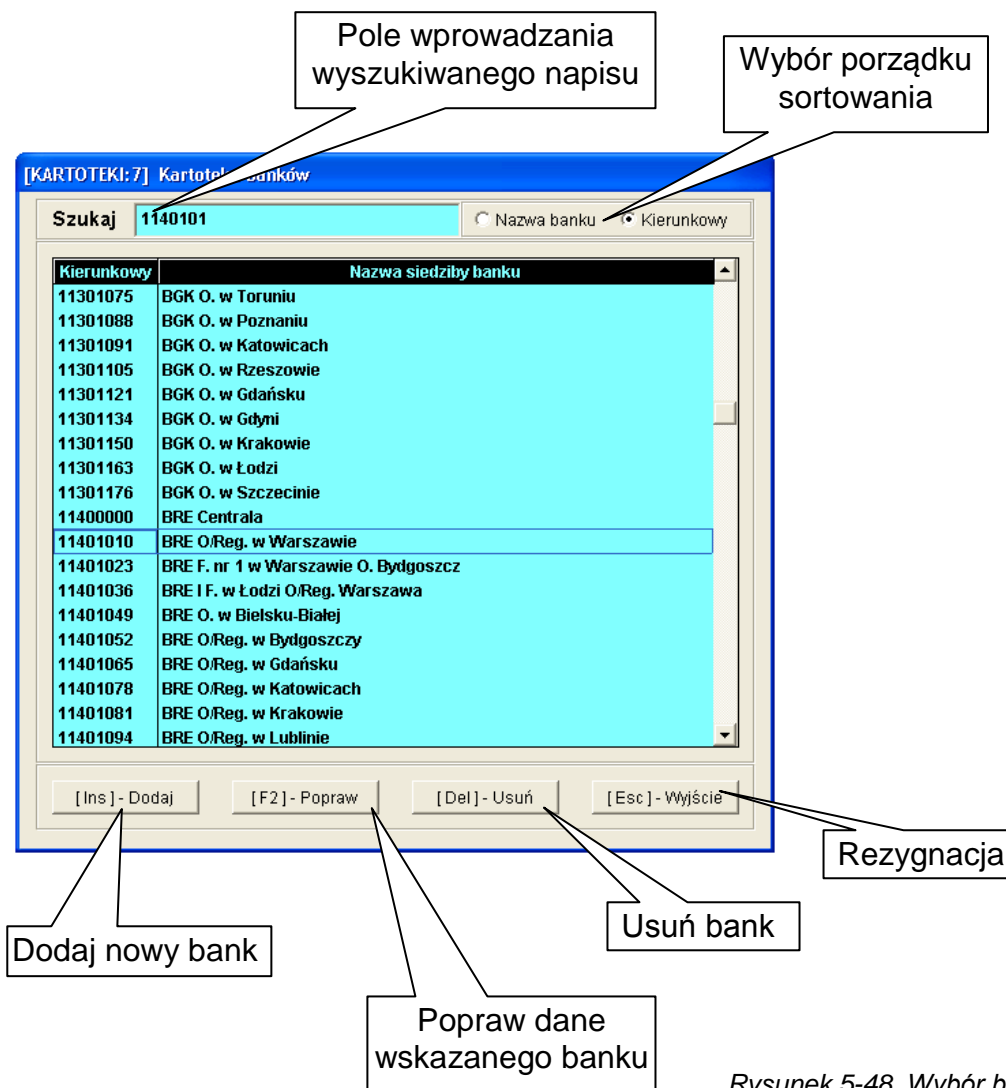 Pole wprowadzania
wyszukiwanego napisu
Wybór porządku
sortowania
[KARTOTEKI: 7] Kartoteka banków
Szukaj 1140101 Nazwa banku Kierunkowy
Kierunkowy Nazwa siedziby banku
11301075 BGK O. w Toruniu
11301088 BGK O. w Poznaniu
11301091 BGK O. w Katowicach
11301105 BGK O. w Rzeszowie
11301121 BGK O. w Gdańsku
11301134 BGK O. w Gdyni
11301150 BGK O. w Krakowie
11301163 BGK O. w Łodzi
11301176 BGK O. w Szczecinie
11400000 BRE Centrala
11401010 BRE O/Reg. w Warszawie
11401023 BRE F. nr 1 w Warszawie O. Bydgoszcz
11401036 BRE I F. w Łodzi O/Reg. Warszawa
11401049 BRE O. w Bielsku-Białej
11401052 BRE O/Reg. w Bydgoszczy
11401065 BRE O/Reg. w Gdańsku
11401078 BRE O/Reg. w Katowicach
11401081 BRE O/Reg. w Krakowie
11401094 BRE O/Reg. w Lublinie
[Ins] - Dodaj [F2] - Popraw [Del] - Usuń [Esc] - Wyjście
Rezygnacja
Usuń bank
Dodaj nowy bank
Popraw dane
wskazanego banku
Rysunek 5-48. Wybór b